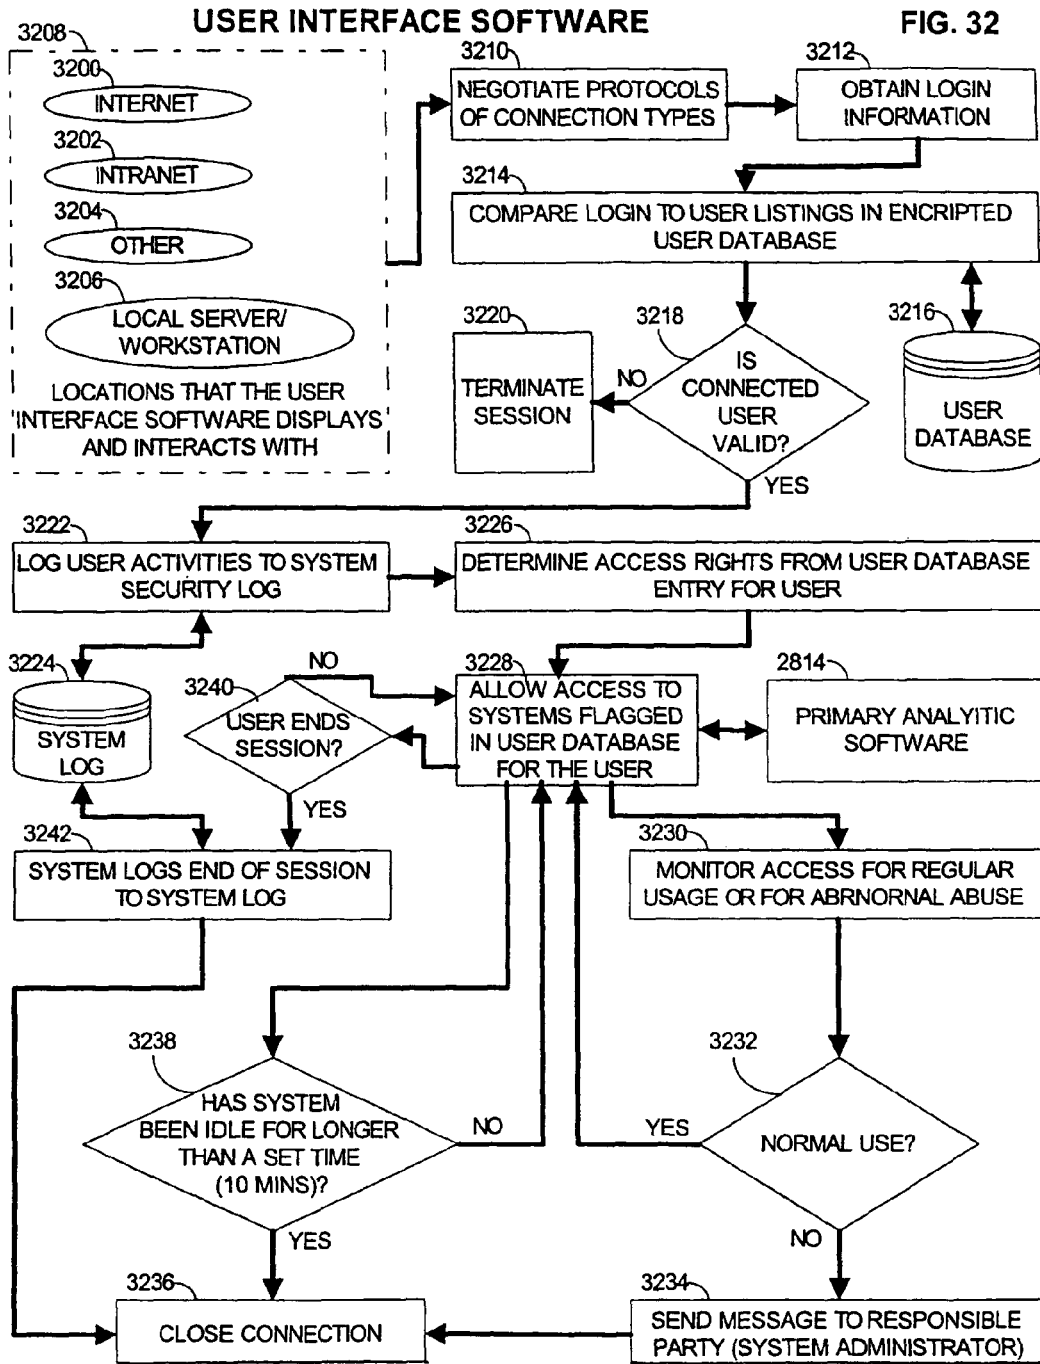 USER INTERFACE SOFTWARE
FIG. 32
3208
3200
INTERNET
3202
INTRANET
3204
OTHER
3206
LOCAL SERVER/
WORKSTATION
LOCATIONS THAT THE USER
INTERFACE SOFTWARE DISPLAYS
AND INTERACTS WITH
3210
NEGOTIATE PROTOCOLS
OF CONNECTION TYPES
3212
OBTAIN LOGIN
INFORMATION
3214
COMPARE LOGIN TO USER LISTINGS IN ENCRIPTED
USER DATABASE
3216
USER
DATABASE
3218
IS
CONNECTED
USER
VALID?
NO
YES
3220
TERMINATE
SESSION
3222
LOG USER ACTIVITIES TO SYSTEM
SECURITY LOG
3226
DETERMINE ACCESS RIGHTS FROM USER DATABASE
ENTRY FOR USER
3224
SYSTEM
LOG
3240
NO
USER ENDS
SESSION?
YES
3228
ALLOW ACCESS TO
SYSTEMS FLAGGED
IN USER DATABASE
FOR THE USER
2814
PRIMARY ANALYITIC
SOFTWARE
3242
SYSTEM LOGS END OF SESSION
TO SYSTEM LOG
3230
MONITOR ACCESS FOR REGULAR
USAGE OR FOR ABRNORNAL ABUSE
3238
HAS SYSTEM
BEEN IDLE FOR LONGER
THAN A SET TIME
(10 MINS)?
NO
YES
3232
YES
NORMAL USE?
NO
3236
CLOSE CONNECTION
3234
SEND MESSAGE TO RESPONSIBLE
PARTY (SYSTEM ADMINISTRATOR)